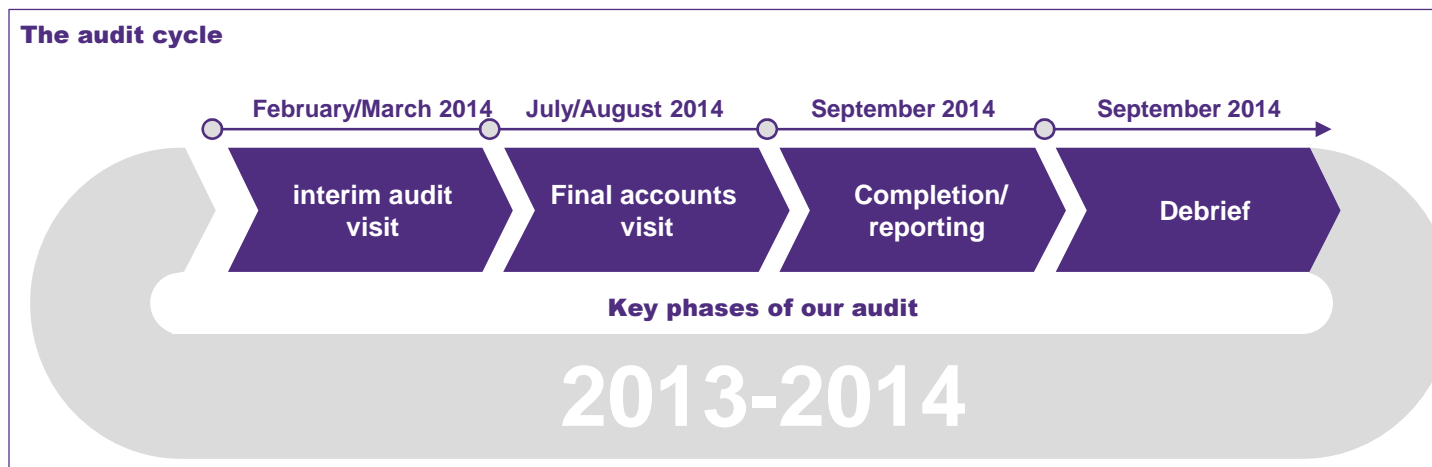 The audit cycle
February/March 2014 July/August 2014 September 2014 September 2014
interim audit
visit
Final accounts
visit
Completion/
reporting
Debrief
Key phases of our audit
2013-2014